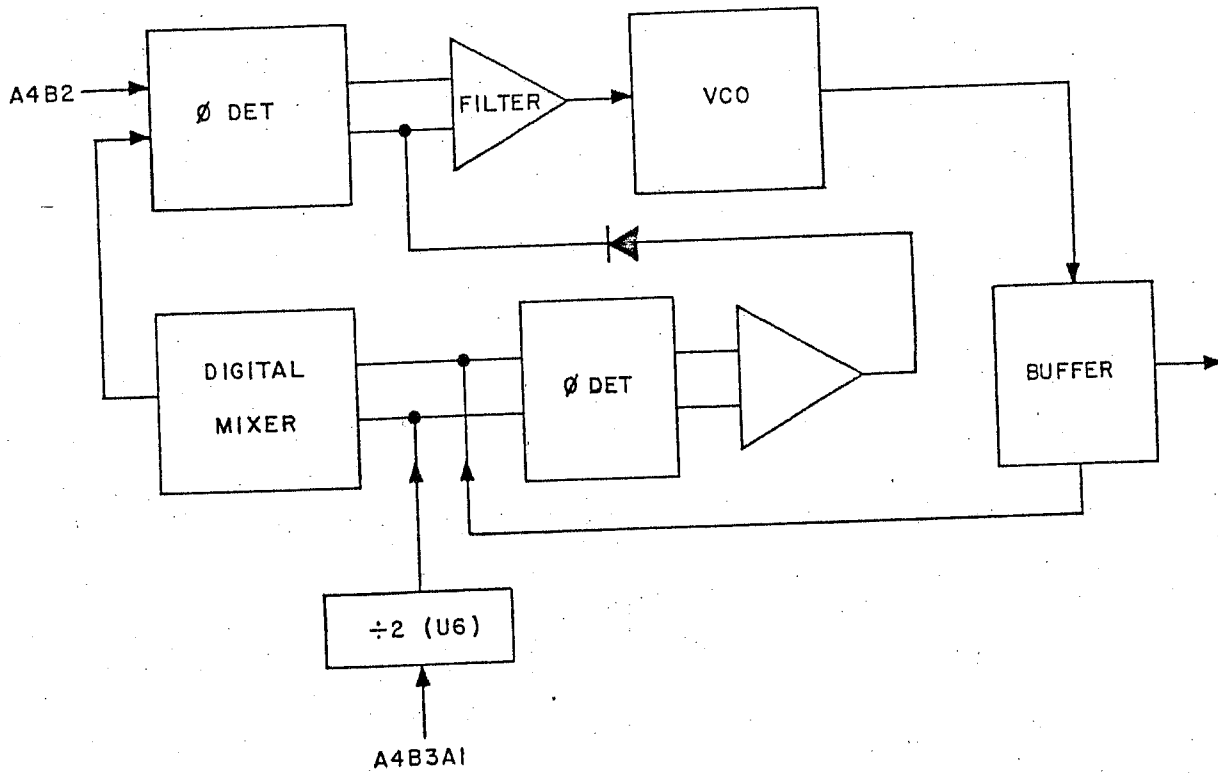 A4B2
Ø DET
FILTER
VCO
DIGITAL
MIXER
Ø DET
BUFFER
÷2 (U6)
A4B3A1